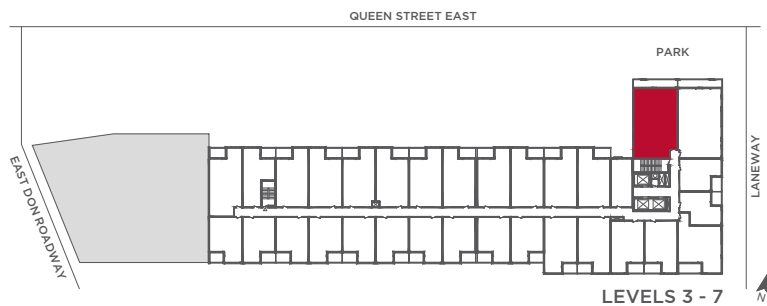 QUEEN STREET EAST
PARK
EAST DON ROADWAY
LANEWAY
LEVELS 3 - 7
N